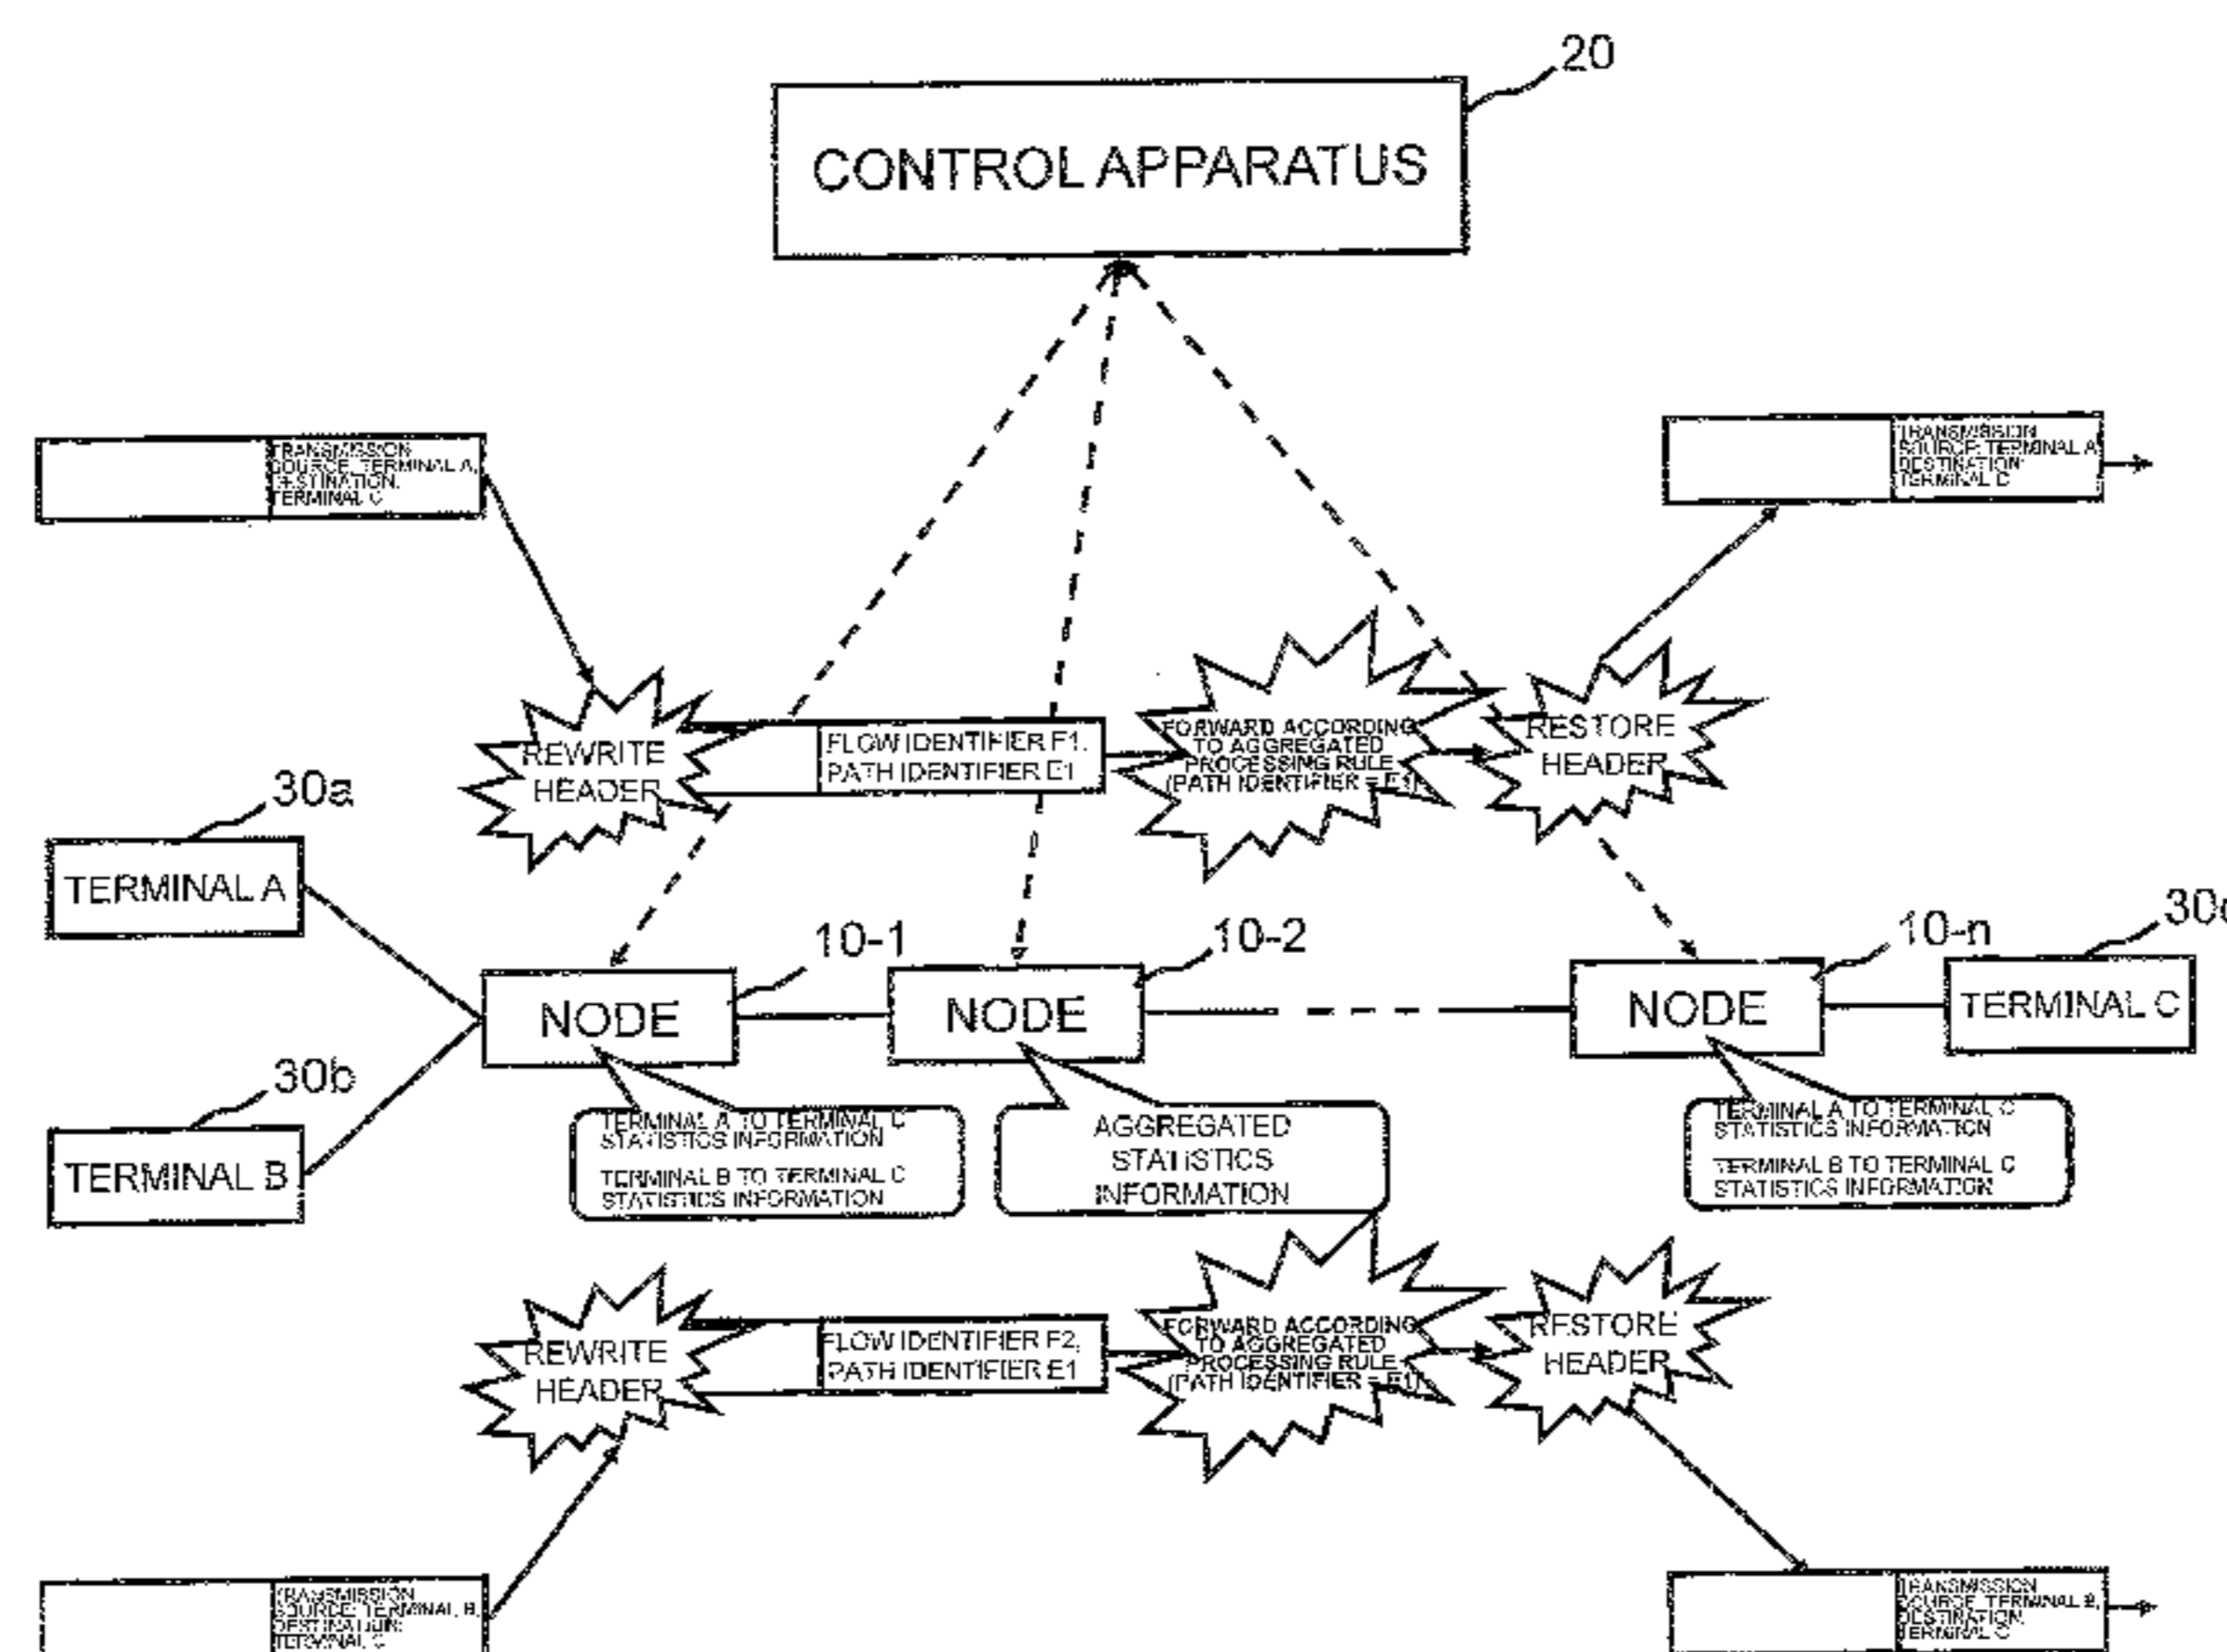 20
CONTROL APPARATUS
TRANSMISSION
SOURCE: TERMINAL A,
DESTINATION:
TERMINAL C
TRANSMISSION
SOURCE: TERMINAL A
DESTINATION:
TERMINAL C
REWRITE
HEADER
FLOW IDENTIFIER F1,
PATH IDENTIFIER E1
FORWARD ACCORDING
TO AGGREGATED
PROCESSING RULE
(PATH IDENTIFIER = E1)
RESTORE
HEADER
30a
TERMINAL A
10-1
10-2
10-n
NODE
NODE
NODE
TERMINAL C
30b
TERMINAL B
TERMINAL A TO TERMINAL C
STATISTICS INFORMATION
TERMINAL B TO TERMINAL C
STATISTICS INFORMATION
AGGREGATED
STATISTICS
INFORMATION
TERMINAL A TO TERMINAL C
STATISTICS INFORMATION
TERMINAL B TO TERMINAL C
STATISTICS INFORMATION
REWRITE
HEADER
FLOW IDENTIFIER F2,
PATH IDENTIFIER E1
FORWARD ACCORDING
TO AGGREGATED
PROCESSING RULE
(PATH IDENTIFIER = E1)
RESTORE
HEADER
TRANSMISSION
SOURCE: TERMINAL B,
DESTINATION:
TERMINAL C
TRANSMISSION
SOURCE: TERMINAL B,
DESTINATION:
TERMINAL C